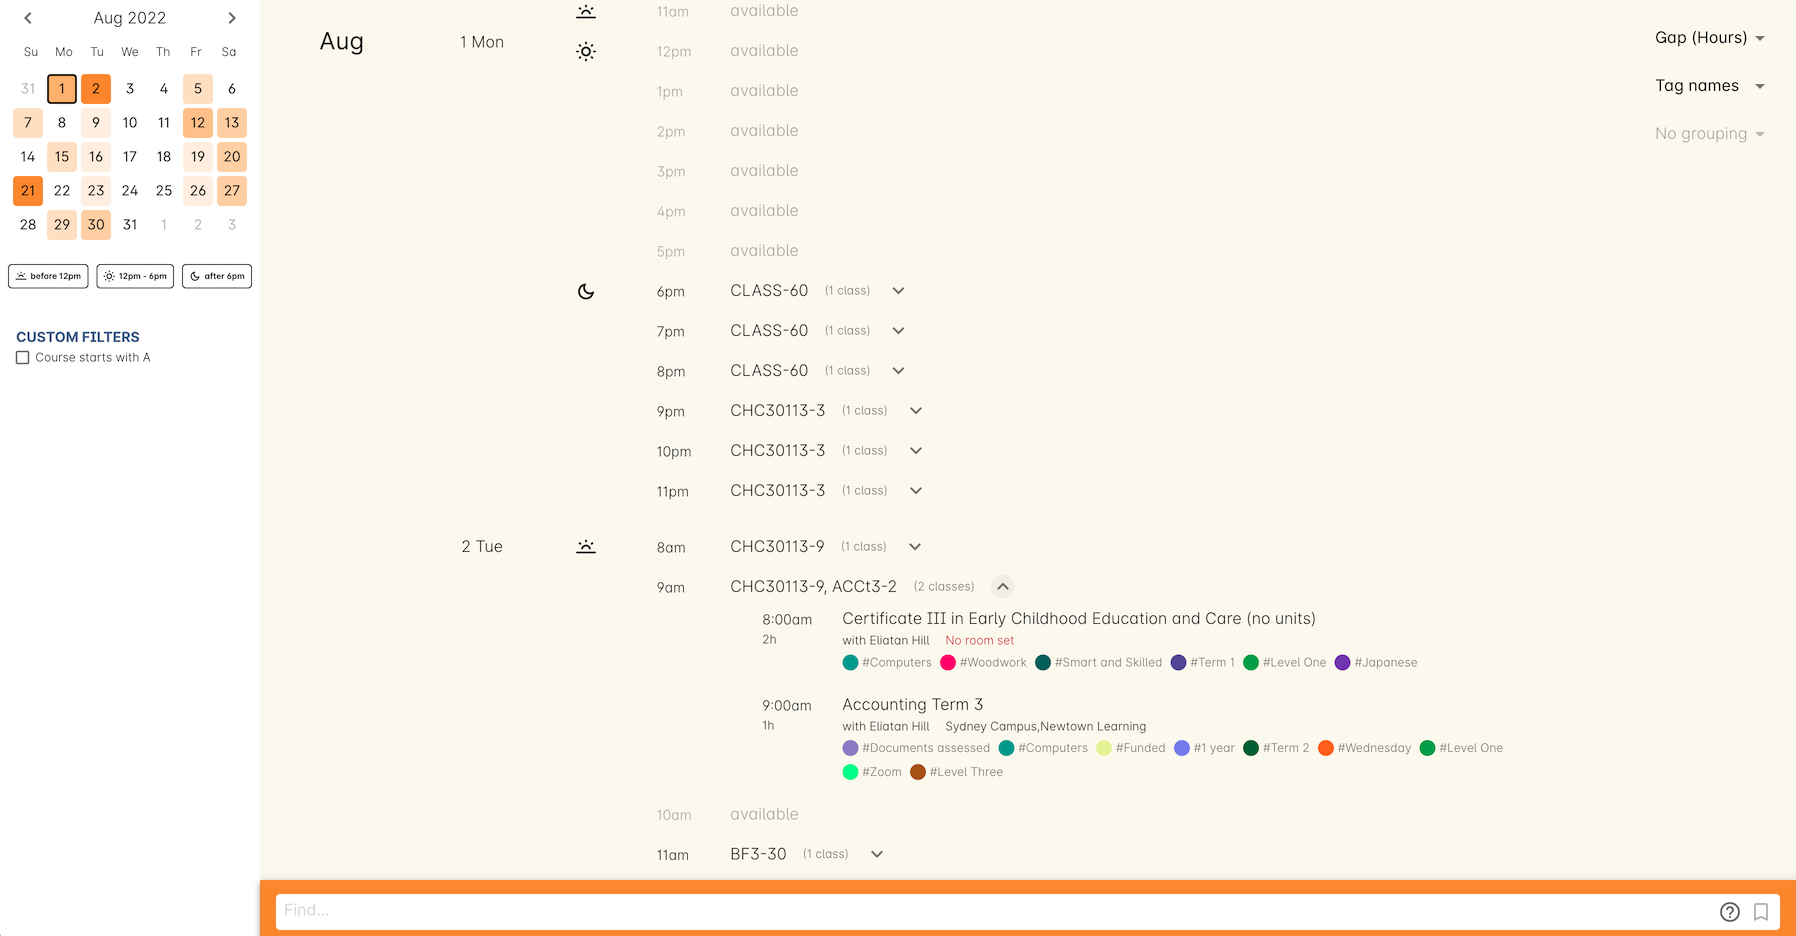 Aug 2022
Su Mo Tu We Th Fr Sa
31 1 2 3 4 5 6
7 8 9 10 11 12 13
14 15 16 17 18 19 20
21 22 23 24 25 26 27
28 29 30 31 1 2 3
before 12pm 12pm - 6pm after 6pm
CUSTOM FILTERS
Course starts with A
Aug
1 Mon
11am available
12pm available
1pm available
2pm available
3pm available
4pm available
5pm available
6pm CLASS-60 (1 class)
7pm CLASS-60 (1 class)
8pm CLASS-60 (1 class)
9pm CHC30113-3 (1 class)
10pm CHC30113-3 (1 class)
11pm CHC30113-3 (1 class)
2 Tue
8am CHC30113-9 (1 class)
9am CHC30113-9, ACCt3-2 (2 classes)
8:00am Certificate III in Early Childhood Education and Care (no units)
2h with Eliatan Hill No room set
#Computers #Woodwork #Smart and Skilled #Term 1 #Level One #Japanese
9:00am Accounting Term 3
1h with Eliatan Hill Sydney Campus,Newtown Learning
#Documents assessed #Computers #Funded #1 year #Term 2 #Wednesday #Level One
#Zoom #Level Three
10am available
11am BF3-30 (1 class)
Gap (Hours)
Tag names
No grouping
Find...